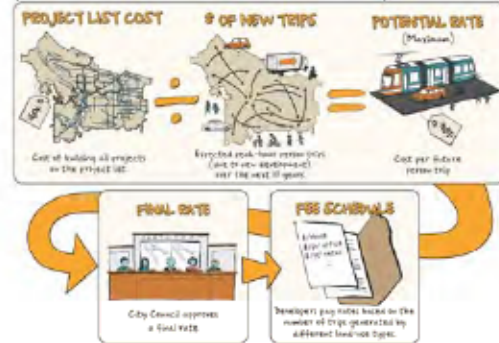 PROJECT LIST COST
# OF NEW TRIPS
POTENTIAL RATE
(Maximum)
Cost of building all projects
on the project list.
Expected peak-hour person trips
(due to new development)
over the next 10 years.
Cost per future
person trip
FINAL RATE
City Council approves
a final rate
FEE SCHEDULE
Developers pay rates based on the
number of trips generated by
different land-use types.